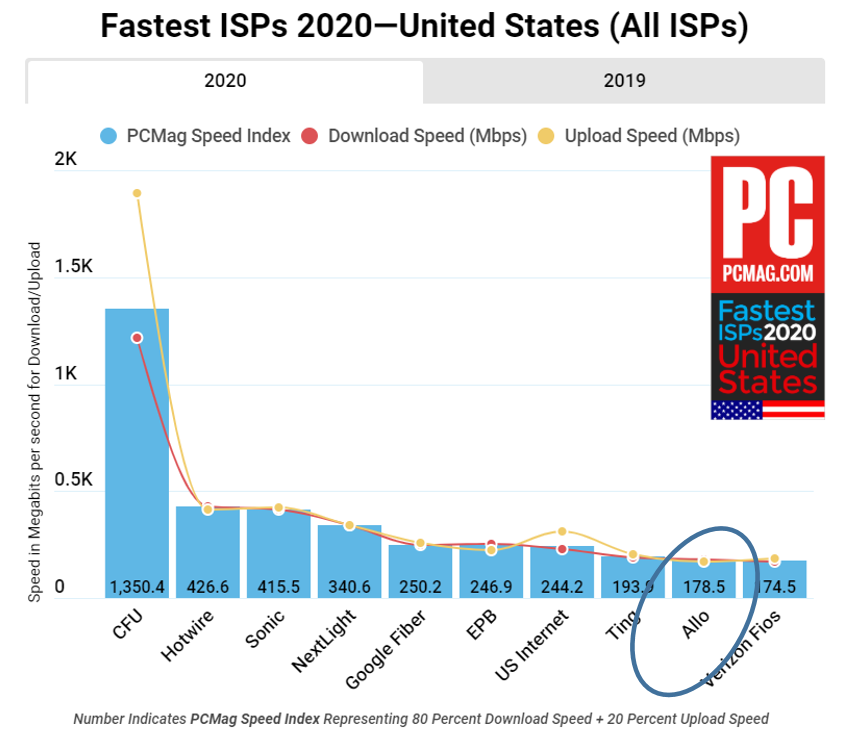 Fastest ISPs 2020—United States (All ISPs)
2020 2019
PCMag Speed Index Download Speed (Mbps) Upload Speed (Mbps)
Speed in Megabits per second for Download/Upload
2K
1.5K
1K
0.5K
0
PC
PCMAG.COM
Fastest
ISPs2020
United
States
1,350.4 426.6 415.5 340.6 250.2 246.9 244.2 193.9 178.5 174.5
CFU
Hotwire
Sonic
NextLight
Google Fiber
EPB
US Internet
Ting
Allo
Verizon Fios
Number Indicates PCMag Speed Index Representing 80 Percent Download Speed + 20 Percent Upload Speed